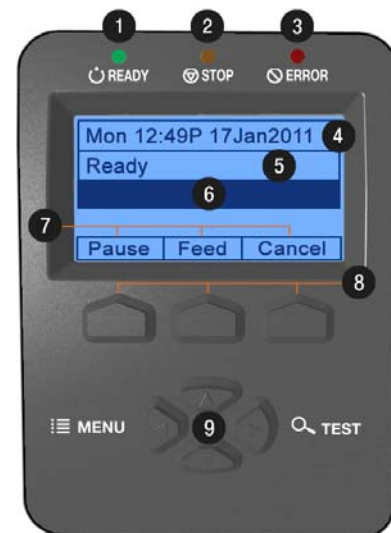 1 2 3
READY STOP ERROR
Mon 12:49P 17Jan2011 4
Ready 5
6
7
Pause Feed Cancel
8
MENU 9 TEST